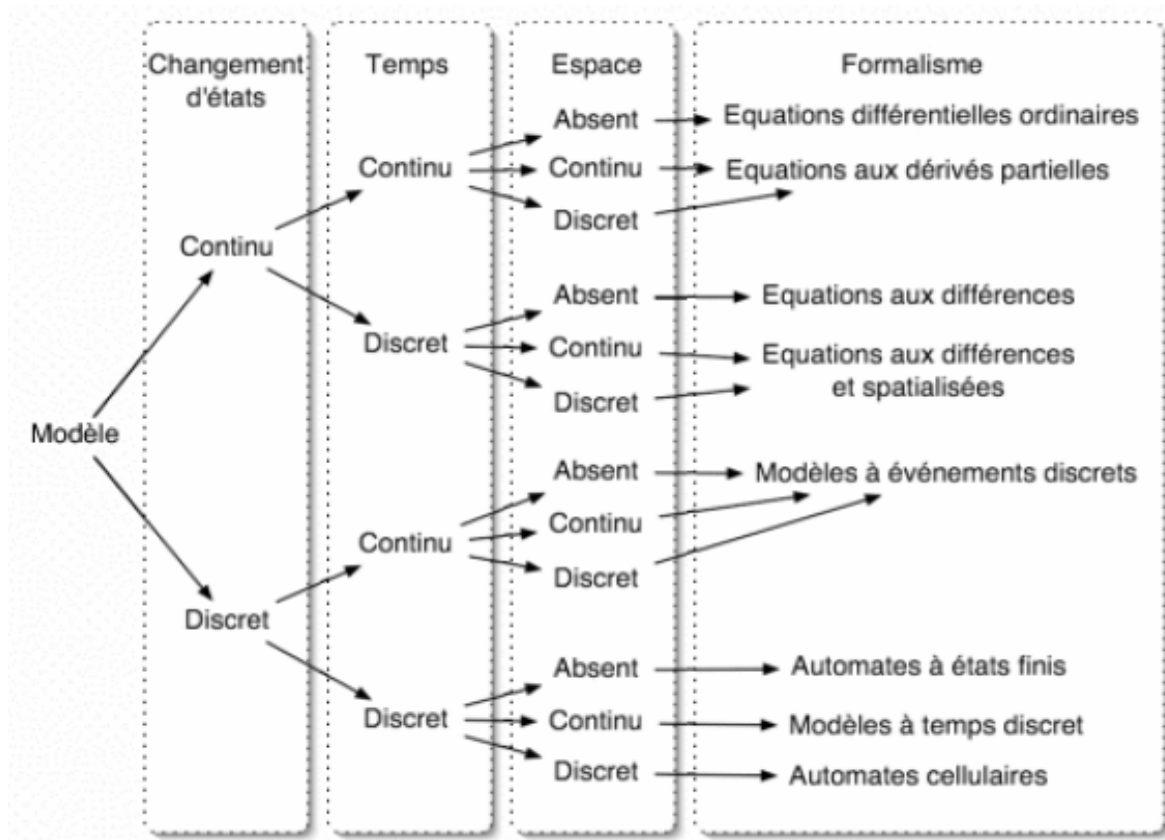 Changement
d'états
Temps
Espace
Formalisme
Absent
Equations différentielles ordinaires
Continu
Continu
Equations aux dérivés partielles
Discret
Continu
Absent
Equations aux différences
Discret
Continu
Equations aux différences
et spatialisées
Discret
Modèle
Absent
Modèles à événements discrets
Continu
Continu
Discret
Discret
Absent
Automates à états finis
Discret
Continu
Modèles à temps discret
Discret
Automates cellulaires